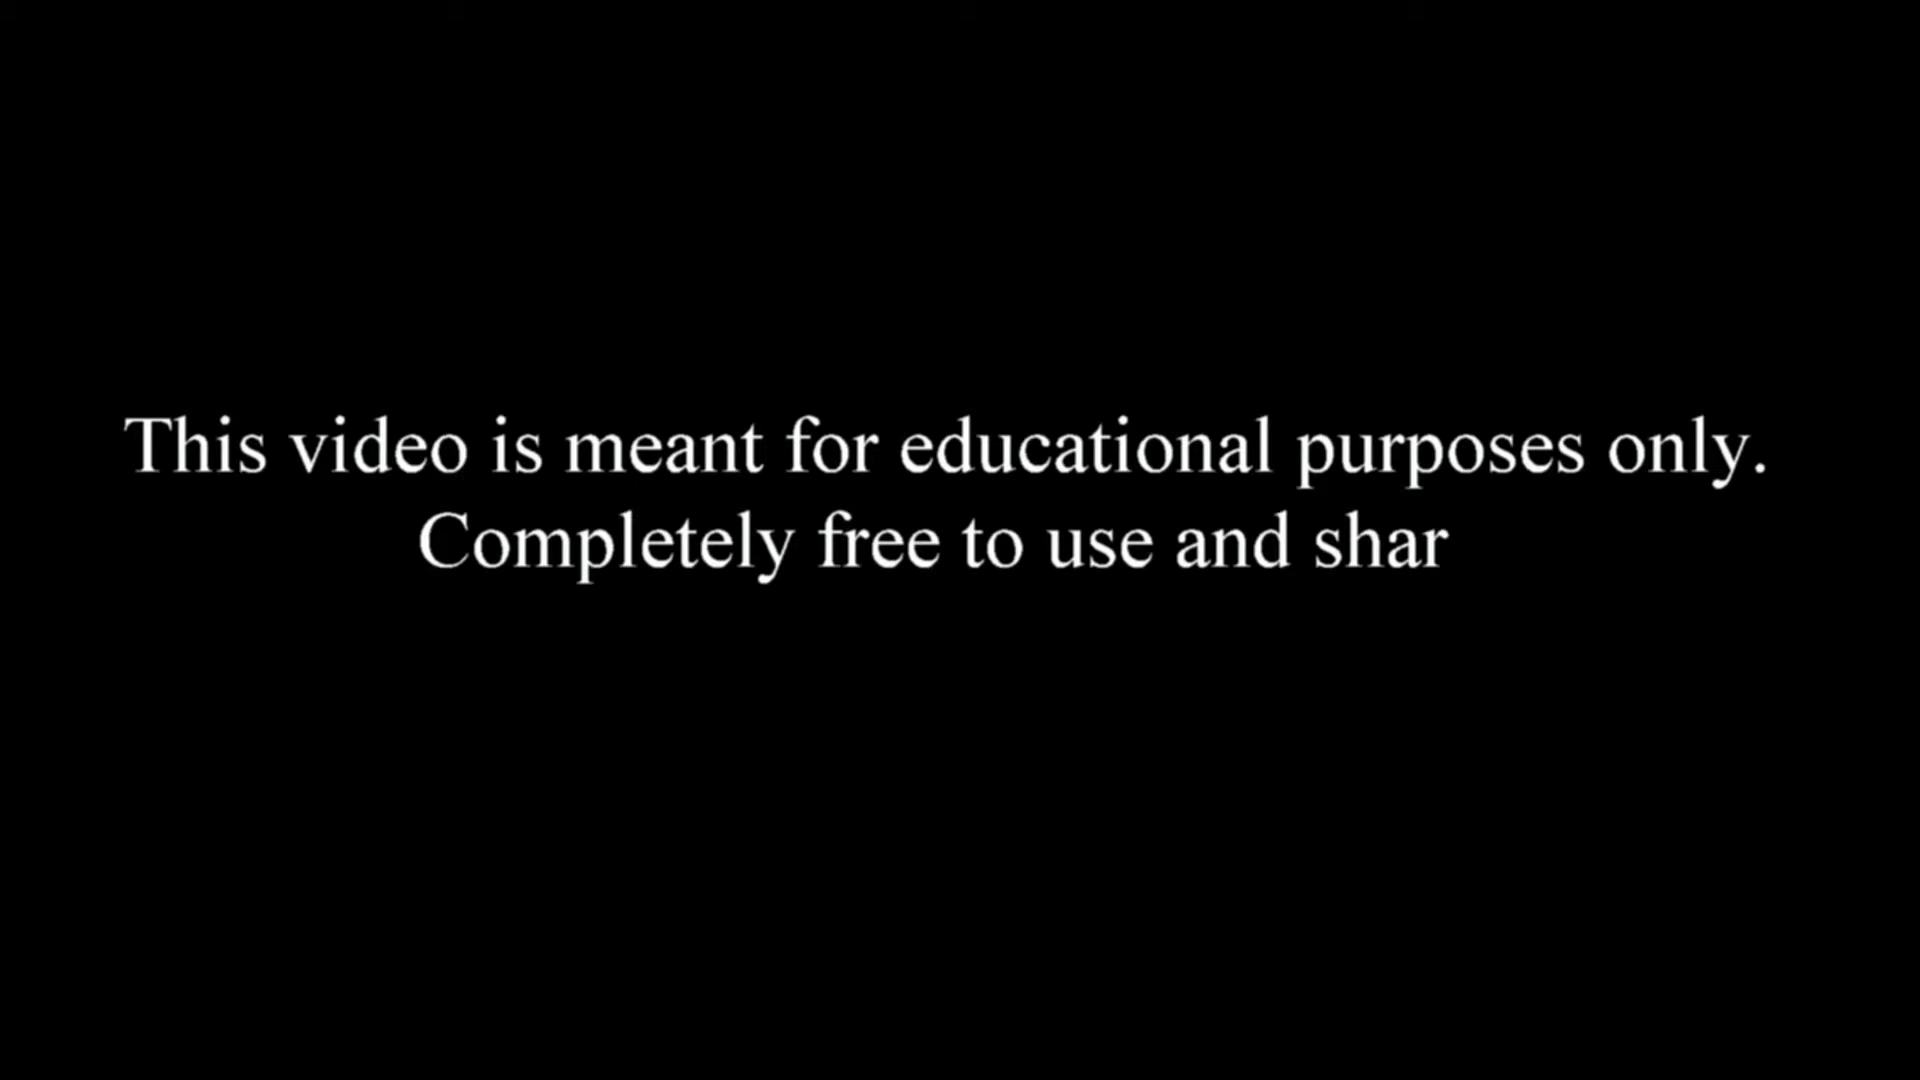 This video is meant for educational purposes only.
Completely free to use and shar